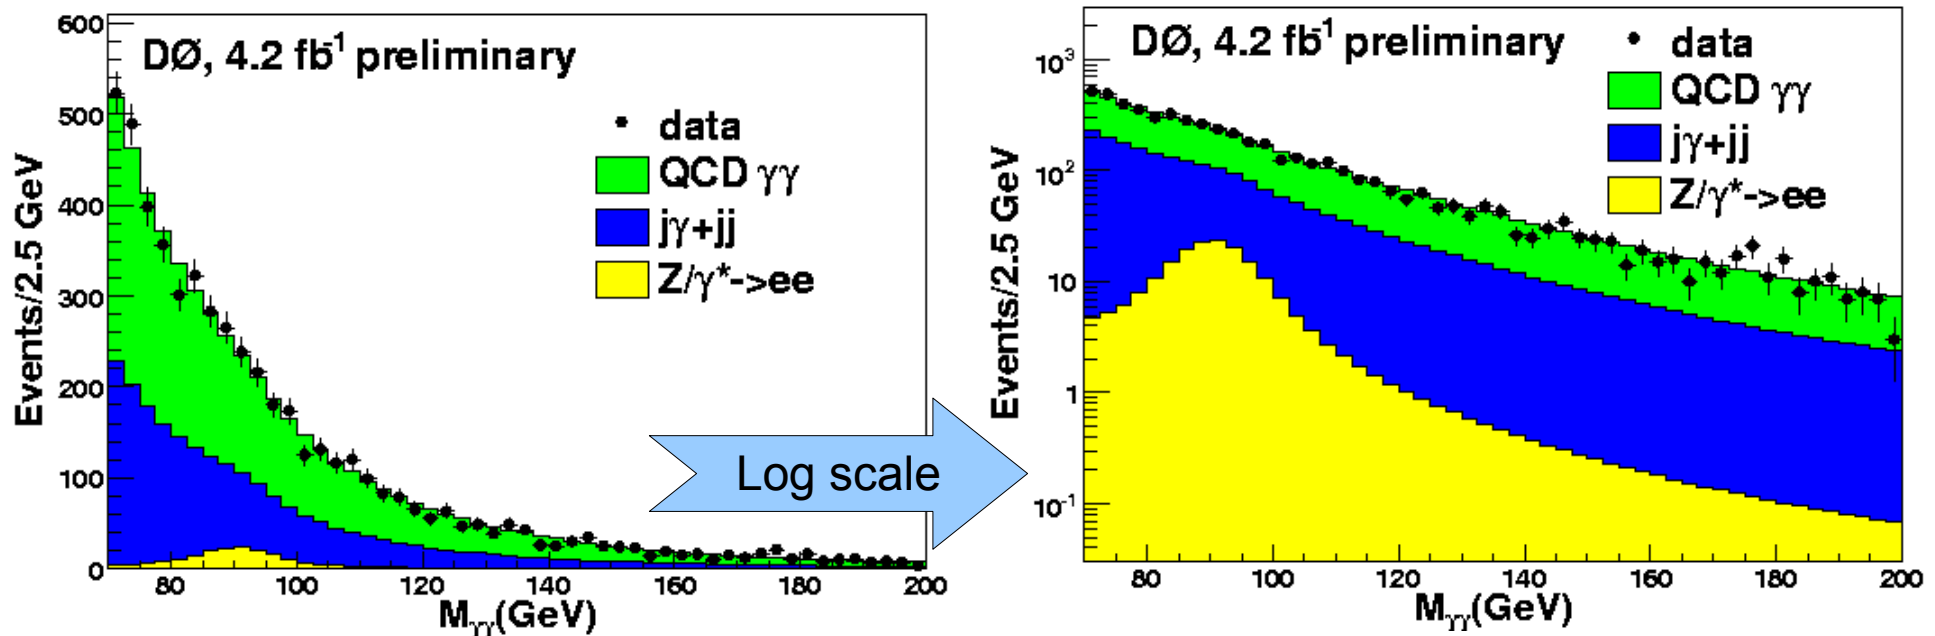 DØ, 4.2 fb-1 preliminary
data
QCD γγ
jγ+jj
Z/γ*->ee
Events/2.5 GeV
600
500
400
300
200
100
0
80 100 120 140 160 180 200
Mγγ(GeV)
Log scale
DØ, 4.2 fb-1 preliminary
data
QCD γγ
jγ+jj
Z/γ*->ee
Events/2.5 GeV
10³
10²
10
1
10⁻¹
80 100 120 140 160 180 200
Mγγ(GeV)